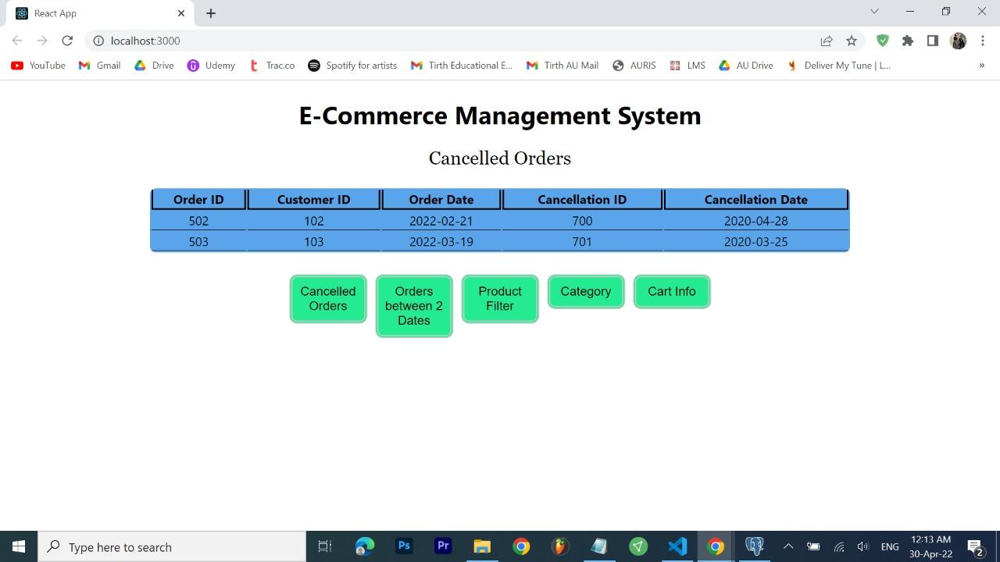 React App
localhost:3000
YouTube Gmail Drive Udemy Trac.co Spotify for artists Tirth Educational E... Tirth AU Mail AURIS LMS AU Drive Deliver My Tune | L... »
E-Commerce Management System
Cancelled Orders
Order ID Customer ID Order Date Cancellation ID Cancellation Date
502 102 2022-02-21 700 2020-04-28
503 103 2022-03-19 701 2020-03-25
Cancelled
Orders
Orders
between 2
Dates
Product
Filter
Category
Cart Info
Type here to search
Ps
Pr
ENG
12:13 AM
30-Apr-22
2